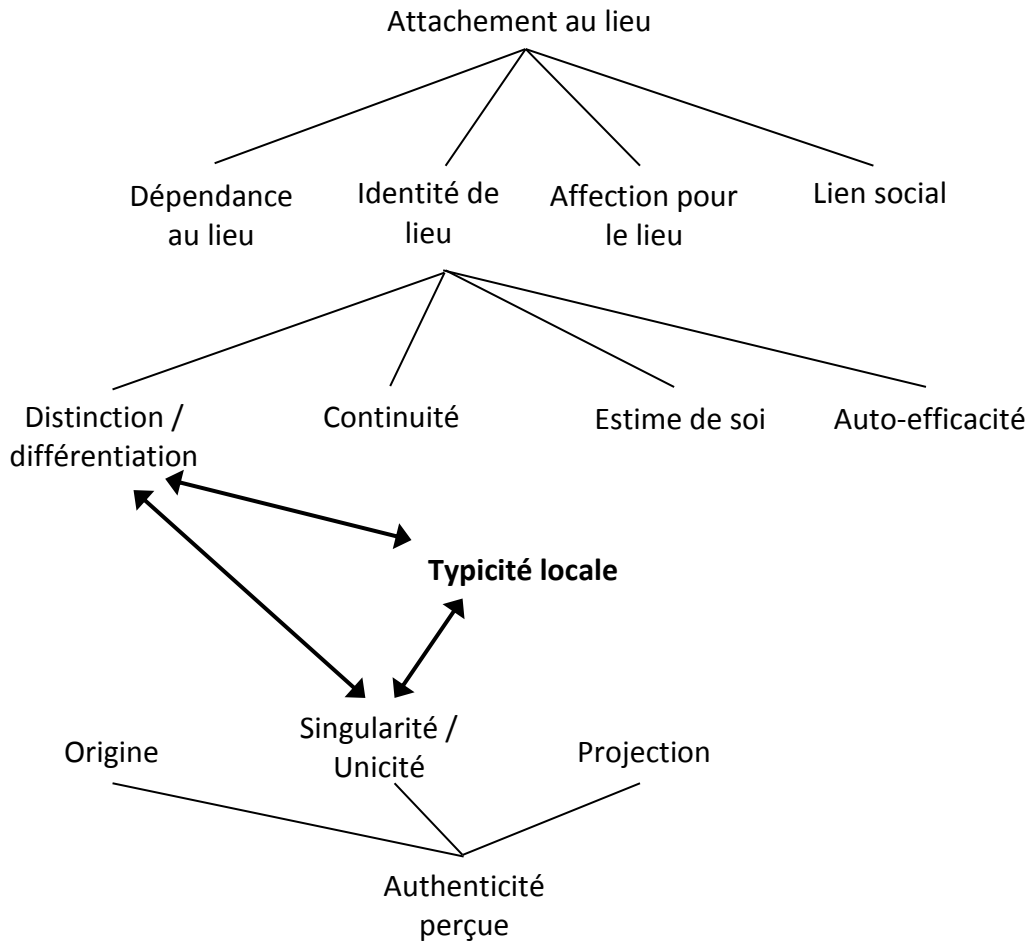 Attachement au lieu
Dépendance
au lieu
Identité de
lieu
Affection pour
le lieu
Lien social
Distinction /
différentiation
Continuité
Estime de soi
Auto-efficacité
Typicité locale
Origine
Singularité /
Unicité
Projection
Authenticité
perçue